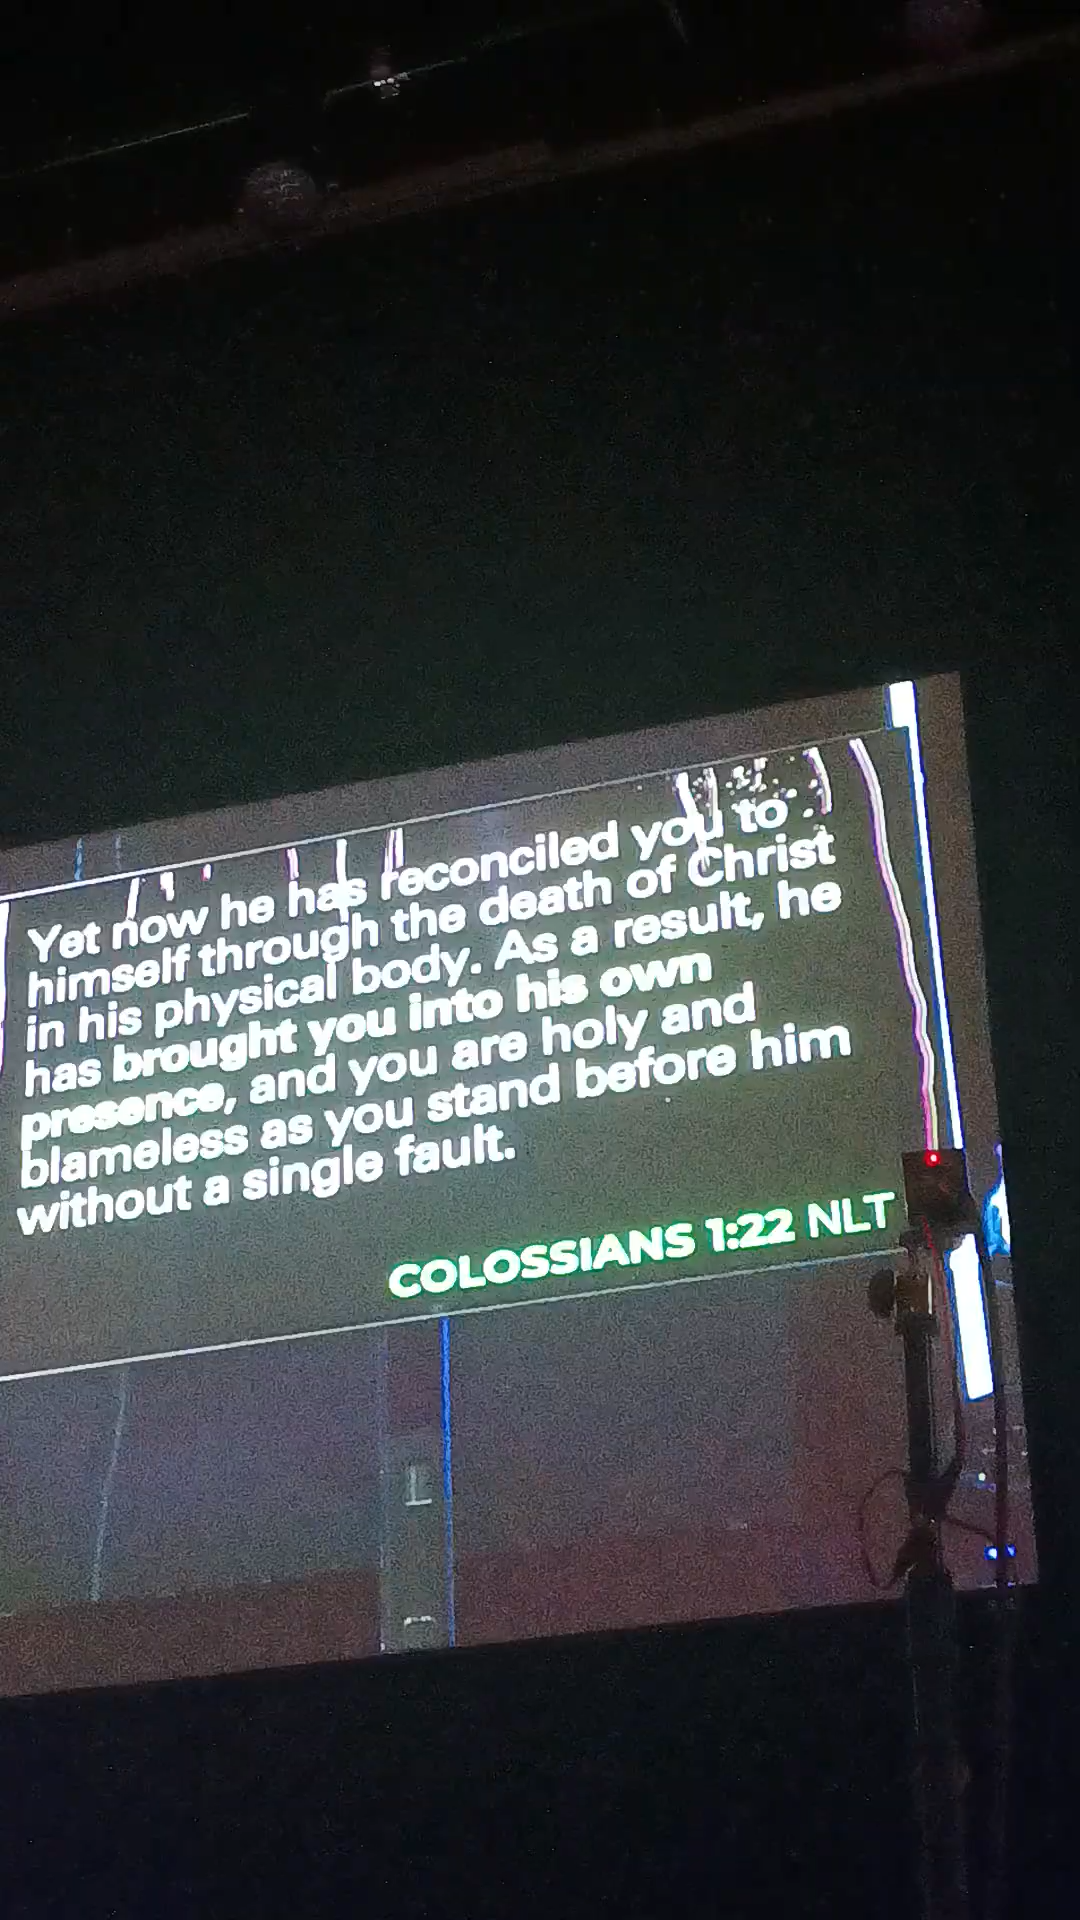 Yet now he has reconciled you to
himself through the death of Christ
in his physical body. As a result, he
has brought you into his own
presence, and you are holy and
blameless as you stand before him
without a single fault.
COLOSSIANS 1:22 NLT